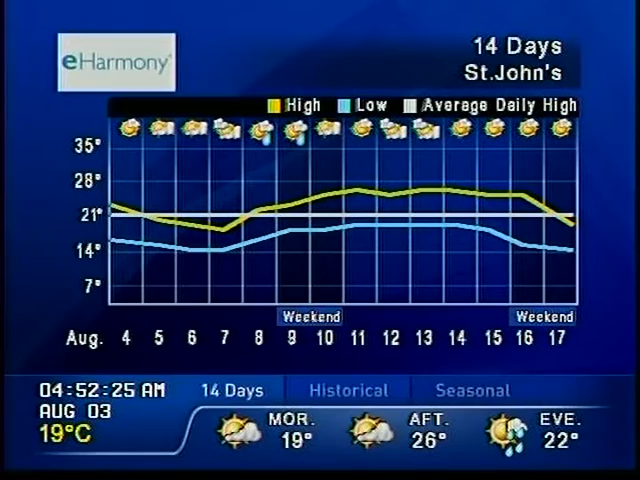 eHarmony®
14 Days
St.John's
High Low Average Daily High
35°
28°
21°
14°
7°
Weekend Weekend
Aug. 4 5 6 7 8 9 10 11 12 13 14 15 16 17
04:52:25 AM
AUG 03
19°C
14 Days Historical Seasonal
MOR.
19°
AFT.
26°
EVE.
22°